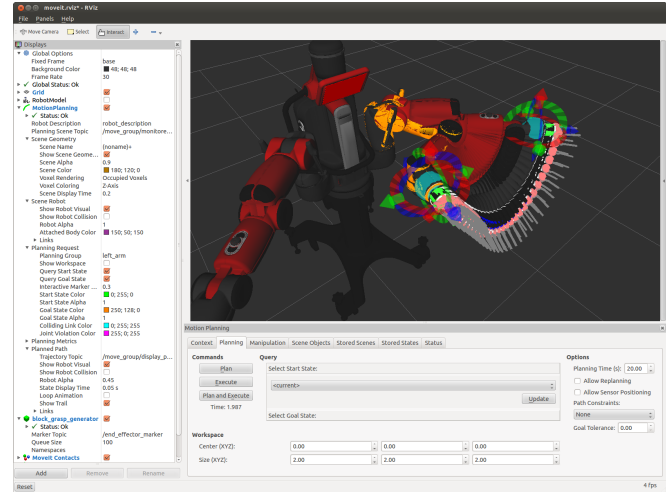 moveit.rviz* - RViz
File Panels Help
Move Camera Select Interact
Displays
Global Options
Fixed Frame base
Background Color 48; 48; 48
Frame Rate 30
Global Status: Ok
Grid
RobotModel
MotionPlanning
Status: Ok
Robot Description robot_description
Planning Scene Topic /move_group/monitore...
Scene Geometry
Scene Name (noname)+
Show Scene Geome...
Scene Alpha 0.9
Scene Color 180; 120; 0
Voxel Rendering Occupied Voxels
Voxel Coloring Z-Axis
Scene Display Time 0.2
Scene Robot
Show Robot Visual
Show Robot Collision
Robot Alpha 1
Attached Body Color 150; 50; 150
Links
Planning Request
Planning Group left_arm
Show Workspace
Query Start State
Query Goal State
Interactive Marker ... 0.3
Start State Color 0; 255; 0
Start State Alpha 1
Goal State Color 250; 128; 0
Goal State Alpha 1
Colliding Link Color 0; 255; 255
Joint Violation Color 255; 0; 255
Planning Metrics
Planned Path
Trajectory Topic /move_group/display_p...
Show Robot Visual
Show Robot Collision
Robot Alpha 0.45
State Display Time 0.05 s
Loop Animation
Show Trail
Links
block_grasp_generator
Status: Ok
Marker Topic /end_effector_marker
Queue Size 100
Namespaces
MoveIt Contacts
Add Remove Rename
Reset
Motion Planning
Context Planning Manipulation Scene Objects Stored Scenes Stored States Status
Commands
Plan
Execute
Plan and Execute
Time: 1.987
Query
Select Start State:
<current>
Update
Select Goal State:
Options
Planning Time (s): 20.00
Allow Replanning
Allow Sensor Positioning
Path Constraints:
None
Goal Tolerance: 0.00
Workspace
Center (XYZ): 0.00 0.00 0.00
Size (XYZ): 2.00 2.00 2.00
4 fps